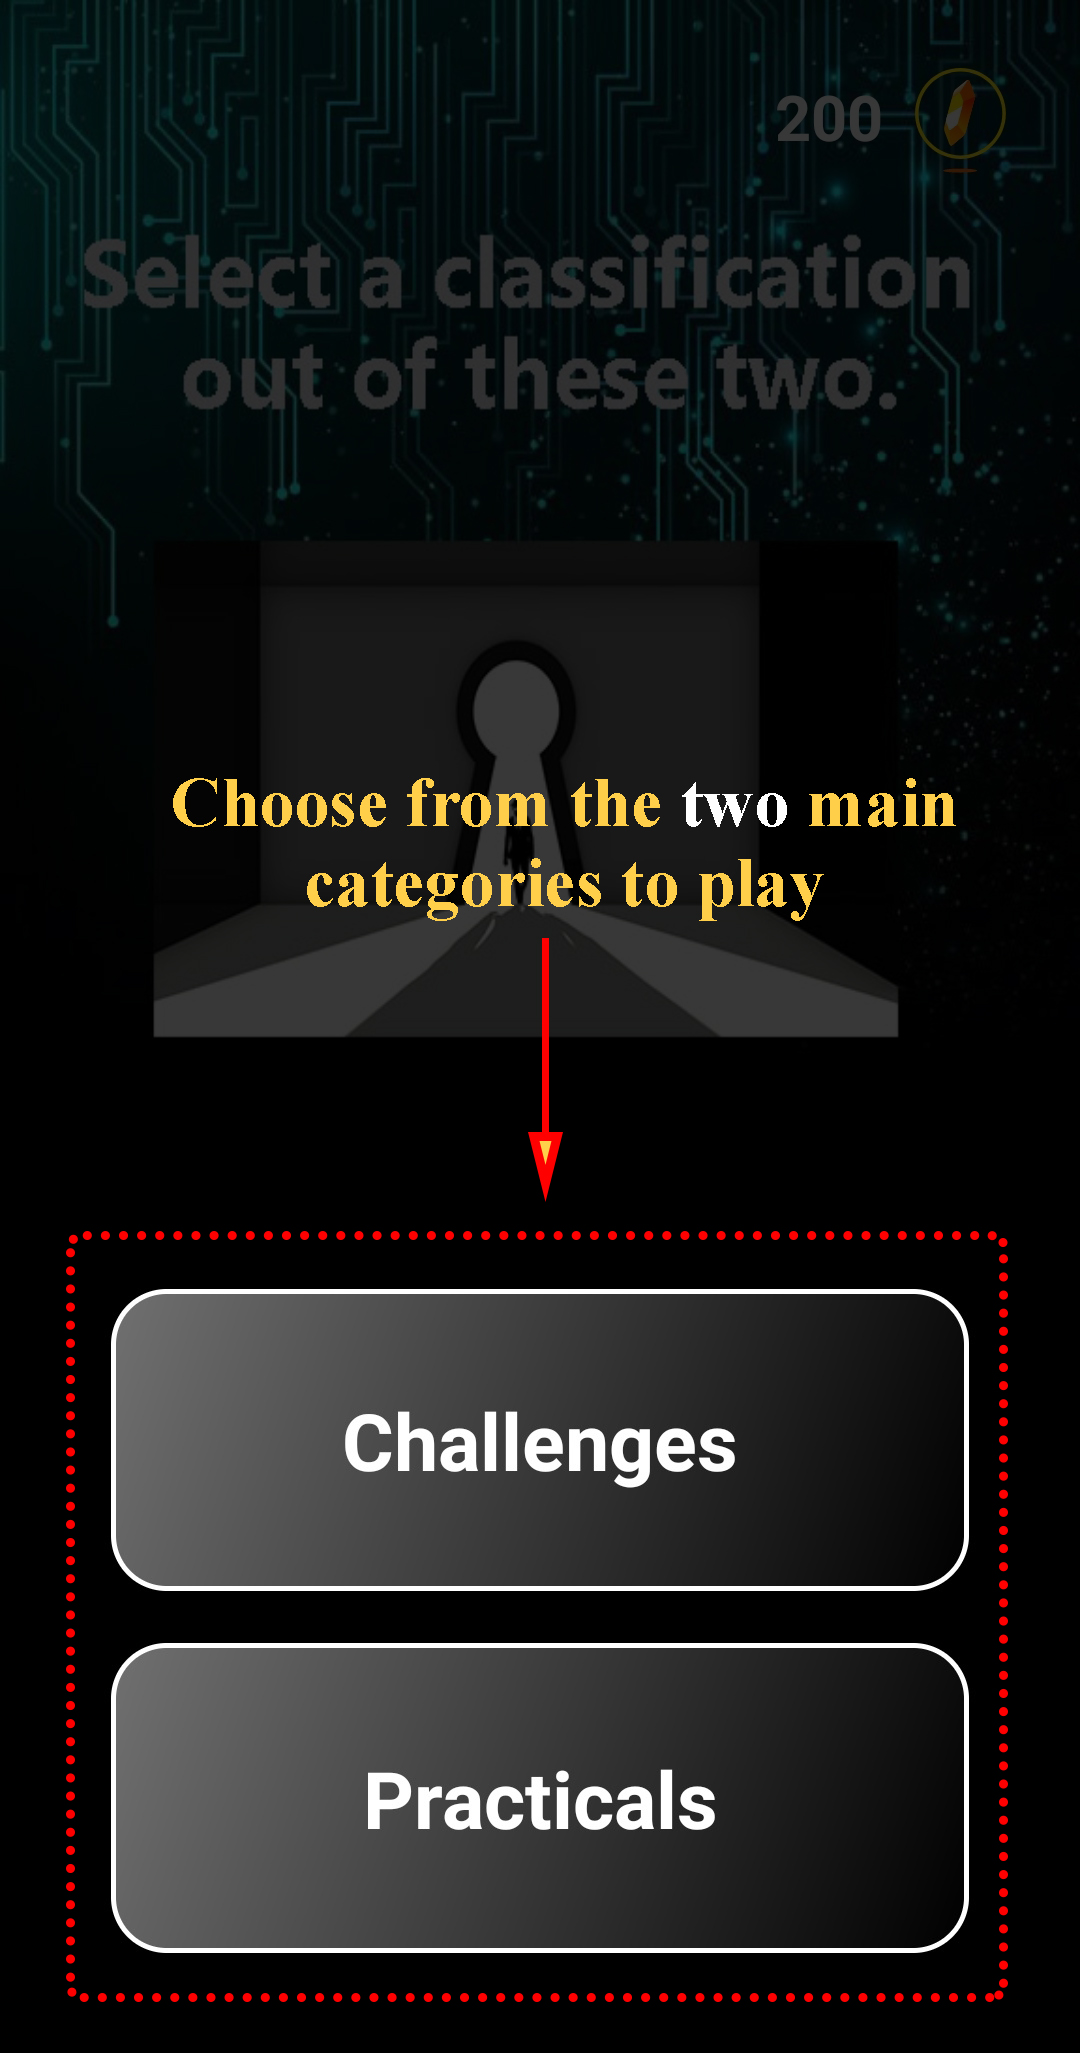 200
Select a classification
out of these two.
Choose from the two main
categories to play
Challenges
Practicals